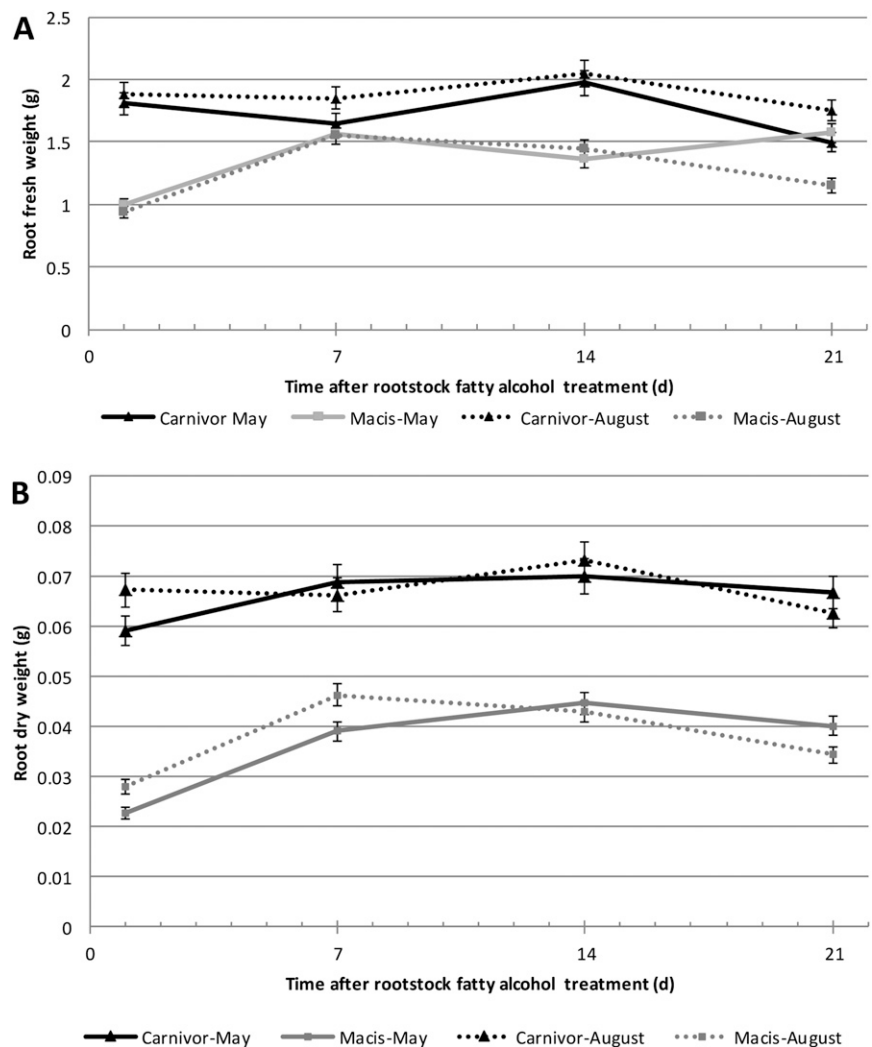 A
Root fresh weight (g)
2.5
2
1.5
1
0.5
0
0 7 14 21
Time after rootstock fatty alcohol treatment (d)
Carnivor May Macis-May Carnivor-August Macis-August
B
Root dry weight (g)
0.09
0.08
0.07
0.06
0.05
0.04
0.03
0.02
0.01
0
0 7 14 21
Time after rootstock fatty alcohol treatment (d)
Carnivor-May Macis-May Carnivor-August Macis-August